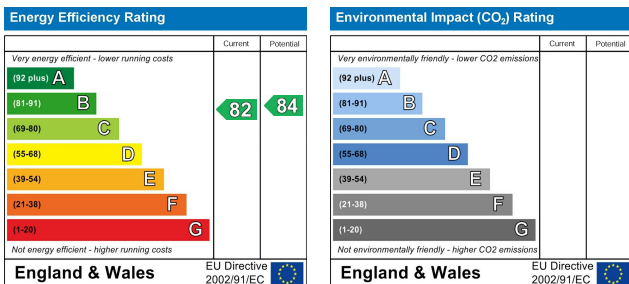 Energy Efficiency Rating
Current Potential
Very energy efficient - lower running costs
(92 plus) A
(81-91) B
82 84
(69-80) C
(55-68) D
(39-54) E
(21-38) F
(1-20) G
Not energy efficient - higher running costs
England & Wales
EU Directive
2002/91/EC
Environmental Impact (CO₂) Rating
Current Potential
Very environmentally friendly - lower CO2 emissions
(92 plus) A
(81-91) B
(69-80) C
(55-68) D
(39-54) E
(21-38) F
(1-20) G
Not environmentally friendly - higher CO2 emissions
England & Wales
EU Directive
2002/91/EC